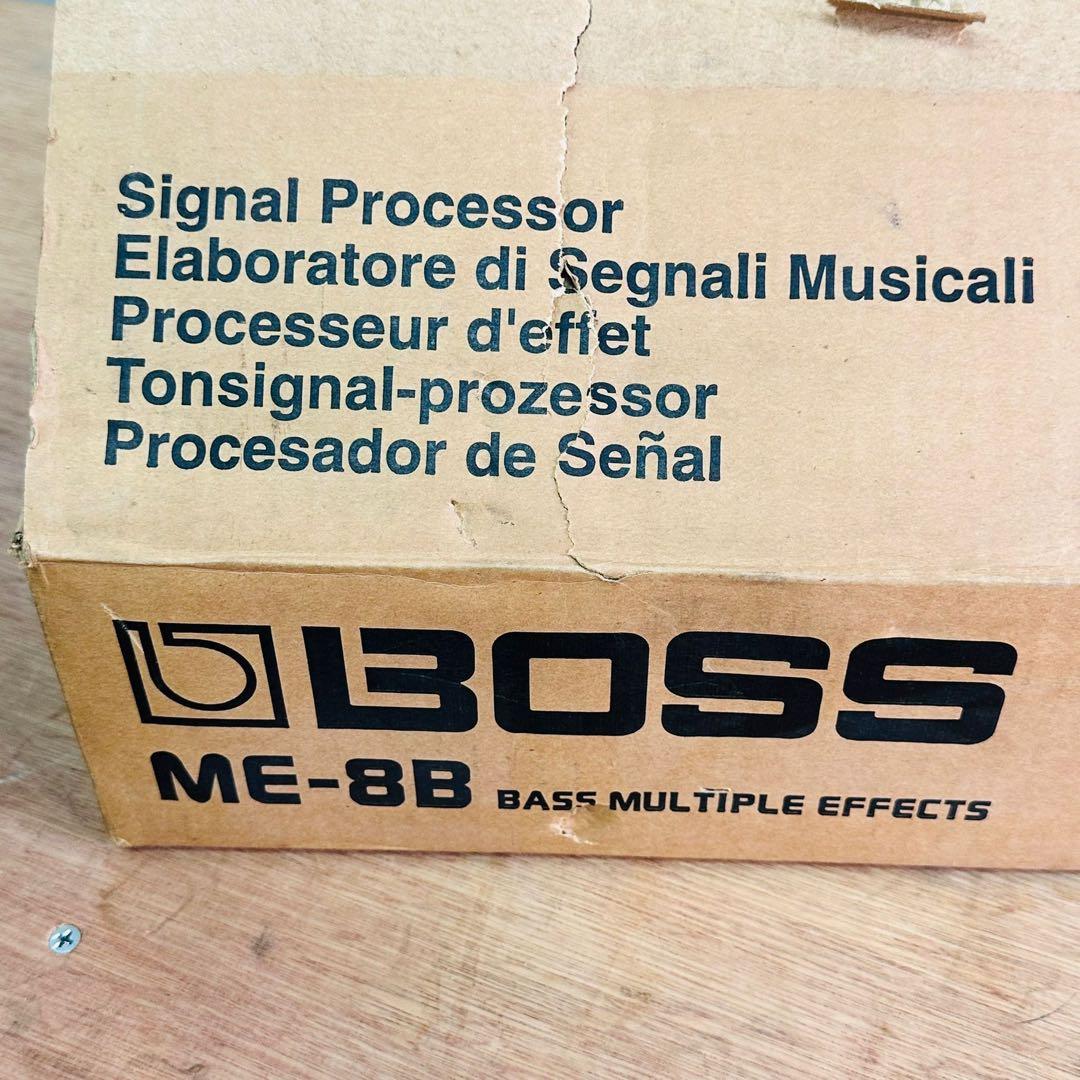 Signal Processor
Elaboratore di Segnali Musicali
Processeur d'effet
Tonsignal-prozessor
Procesador de Señal
BOSS
ME-8B BASS MULTIPLE EFFECTS